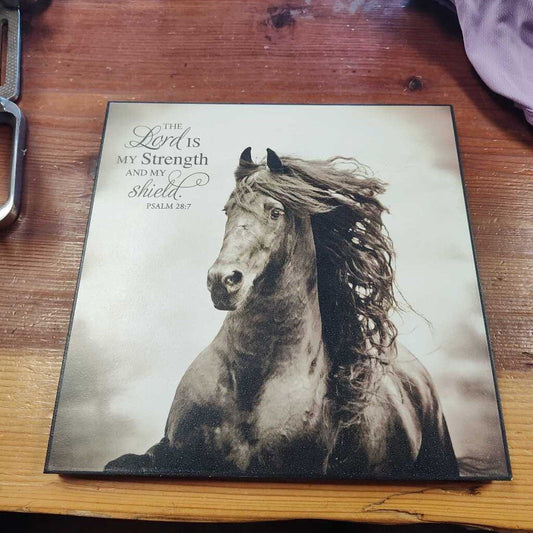 THE
Lord IS
MY Strength
AND MY
shield.
PSALM 28:7